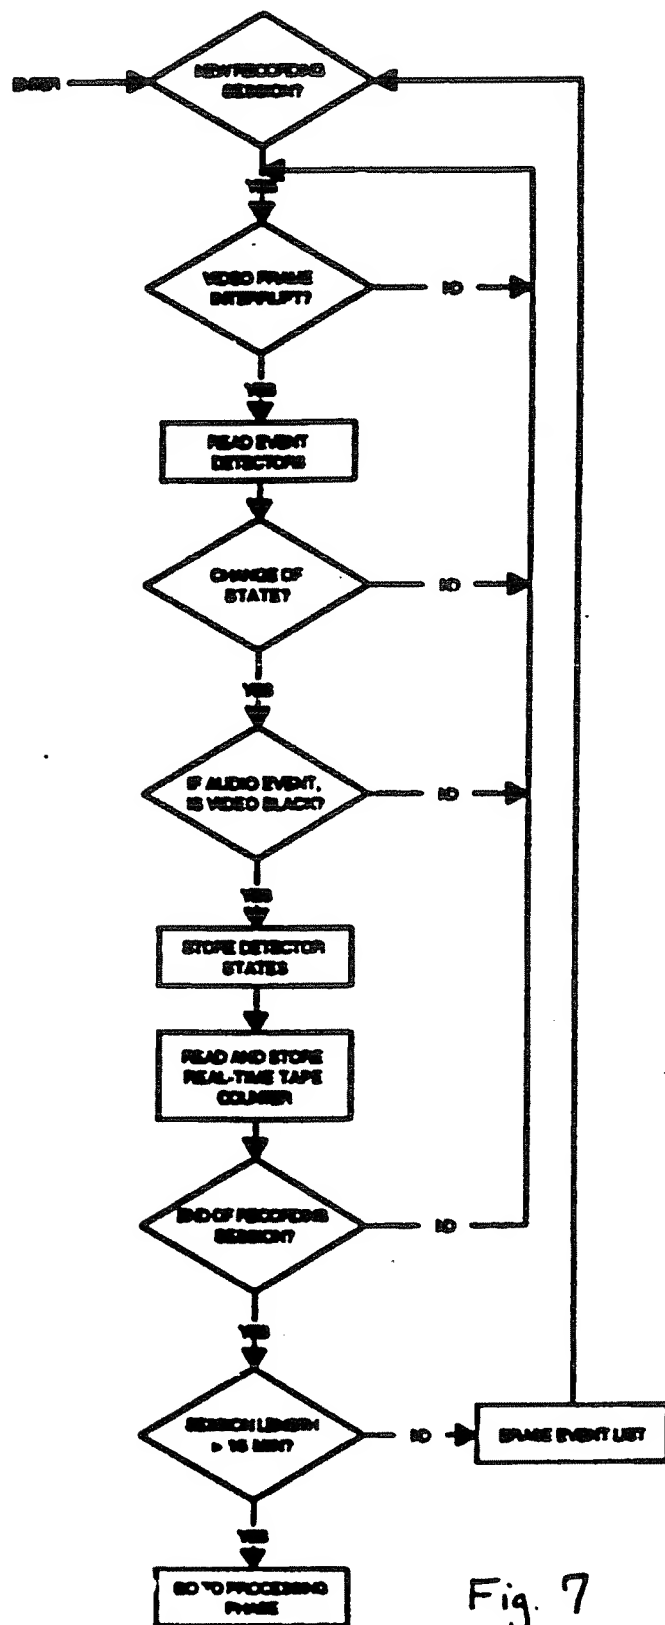 ENTER
NEW RECORDING
SESSION?
YES
VIDEO FRAME
INTERRUPT?
NO
YES
READ EVENT
DETECTORS
CHANGE OF
STATE?
NO
YES
IF AUDIO EVENT,
IS VIDEO BLACK?
NO
YES
STORE DETECTOR
STATES
READ AND STORE
REAL-TIME TAPE
COUNTER
END OF RECORDING
SESSION?
NO
YES
SESSION LENGTH
> 15 MIN?
NO
ERASE EVENT LIST
YES
GO TO PROCESSING
PHASE
Fig. 7